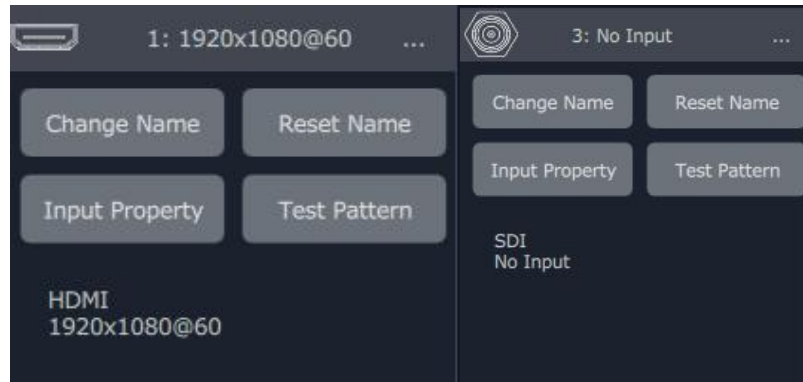 1: 1920x1080@60 ...
Change Name Reset Name
Input Property Test Pattern
HDMI
1920x1080@60
3: No Input ...
Change Name Reset Name
Input Property Test Pattern
SDI
No Input